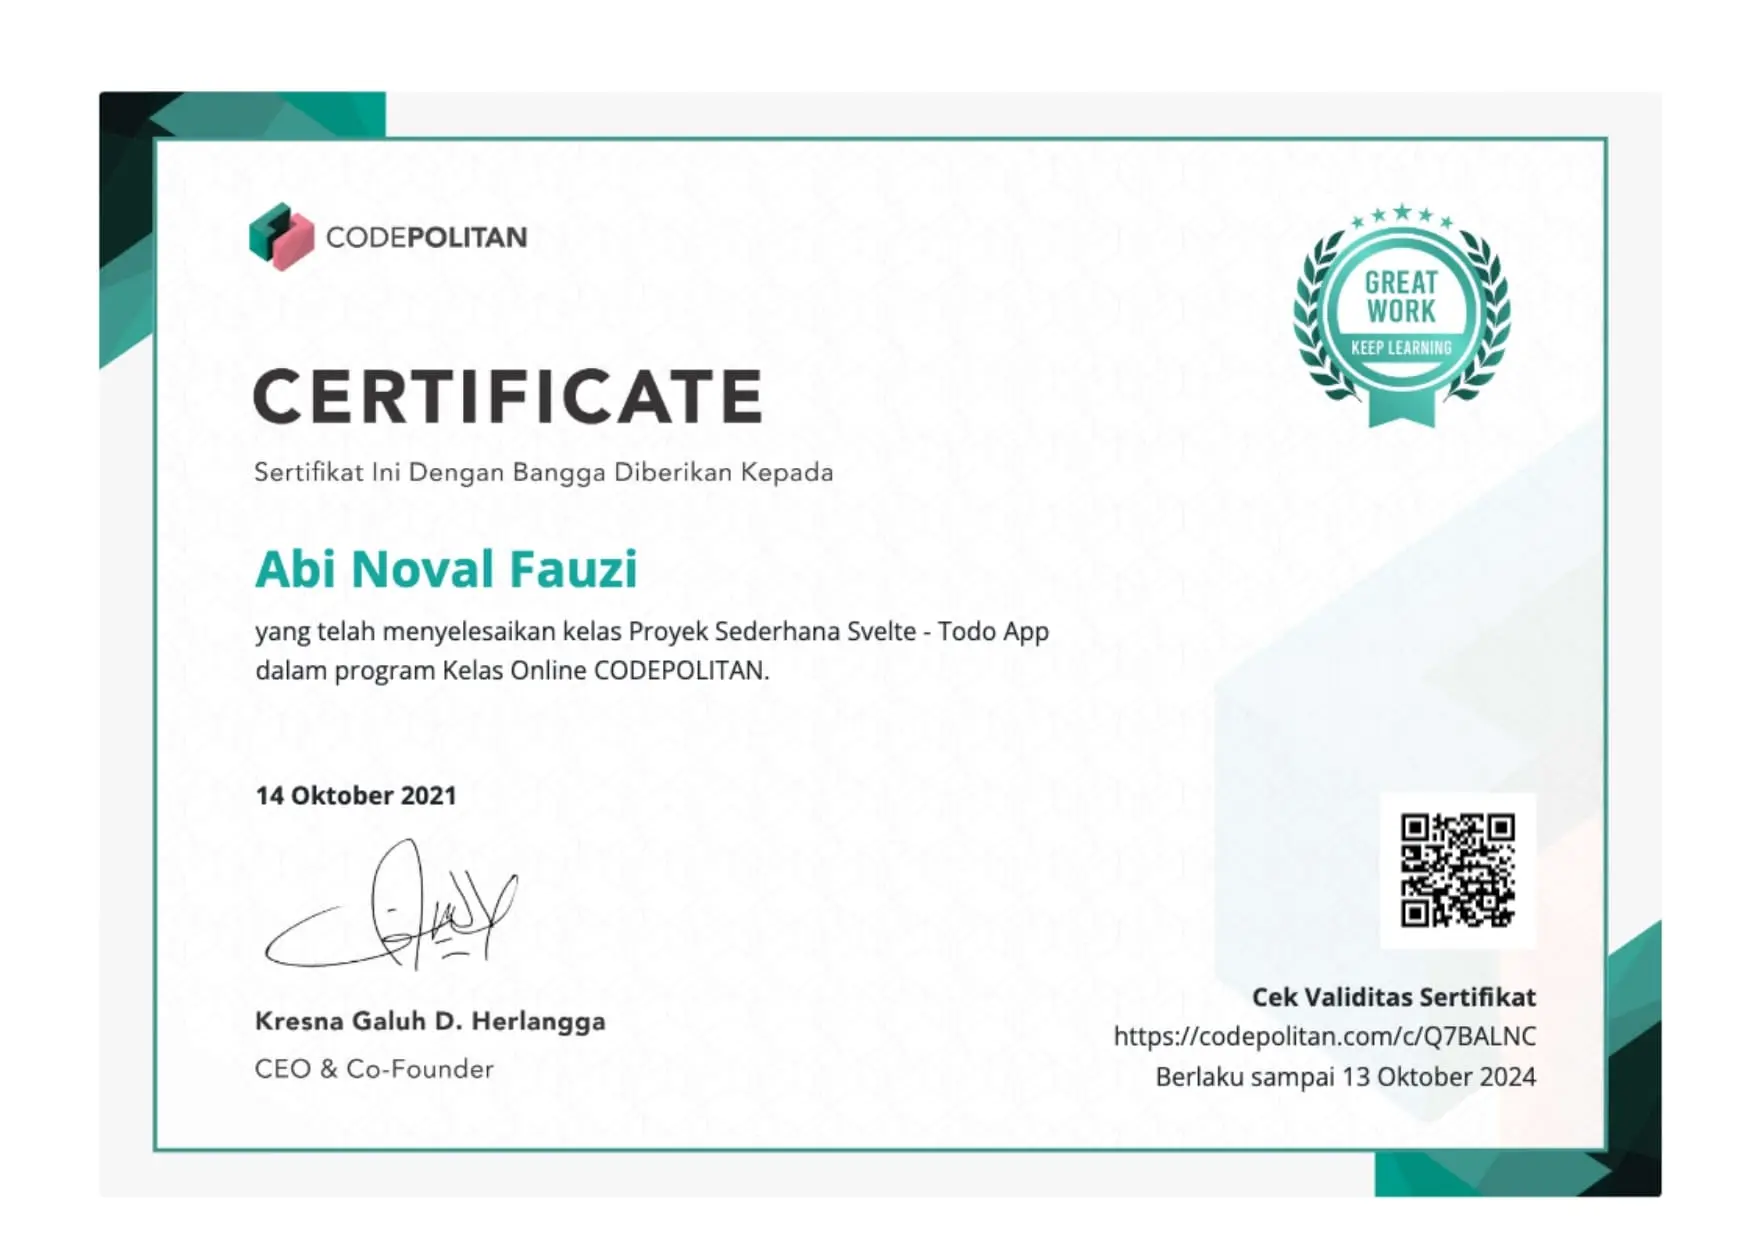 CODEPOLITAN
GREAT
WORK
KEEP LEARNING
CERTIFICATE
Sertifikat Ini Dengan Bangga Diberikan Kepada
Abi Noval Fauzi
yang telah menyelesaikan kelas Proyek Sederhana Svelte - Todo App
dalam program Kelas Online CODEPOLITAN.
14 Oktober 2021
Kresna Galuh D. Herlangga
CEO & Co-Founder
Cek Validitas Sertifikat
https://codepolitan.com/c/Q7BALNC
Berlaku sampai 13 Oktober 2024